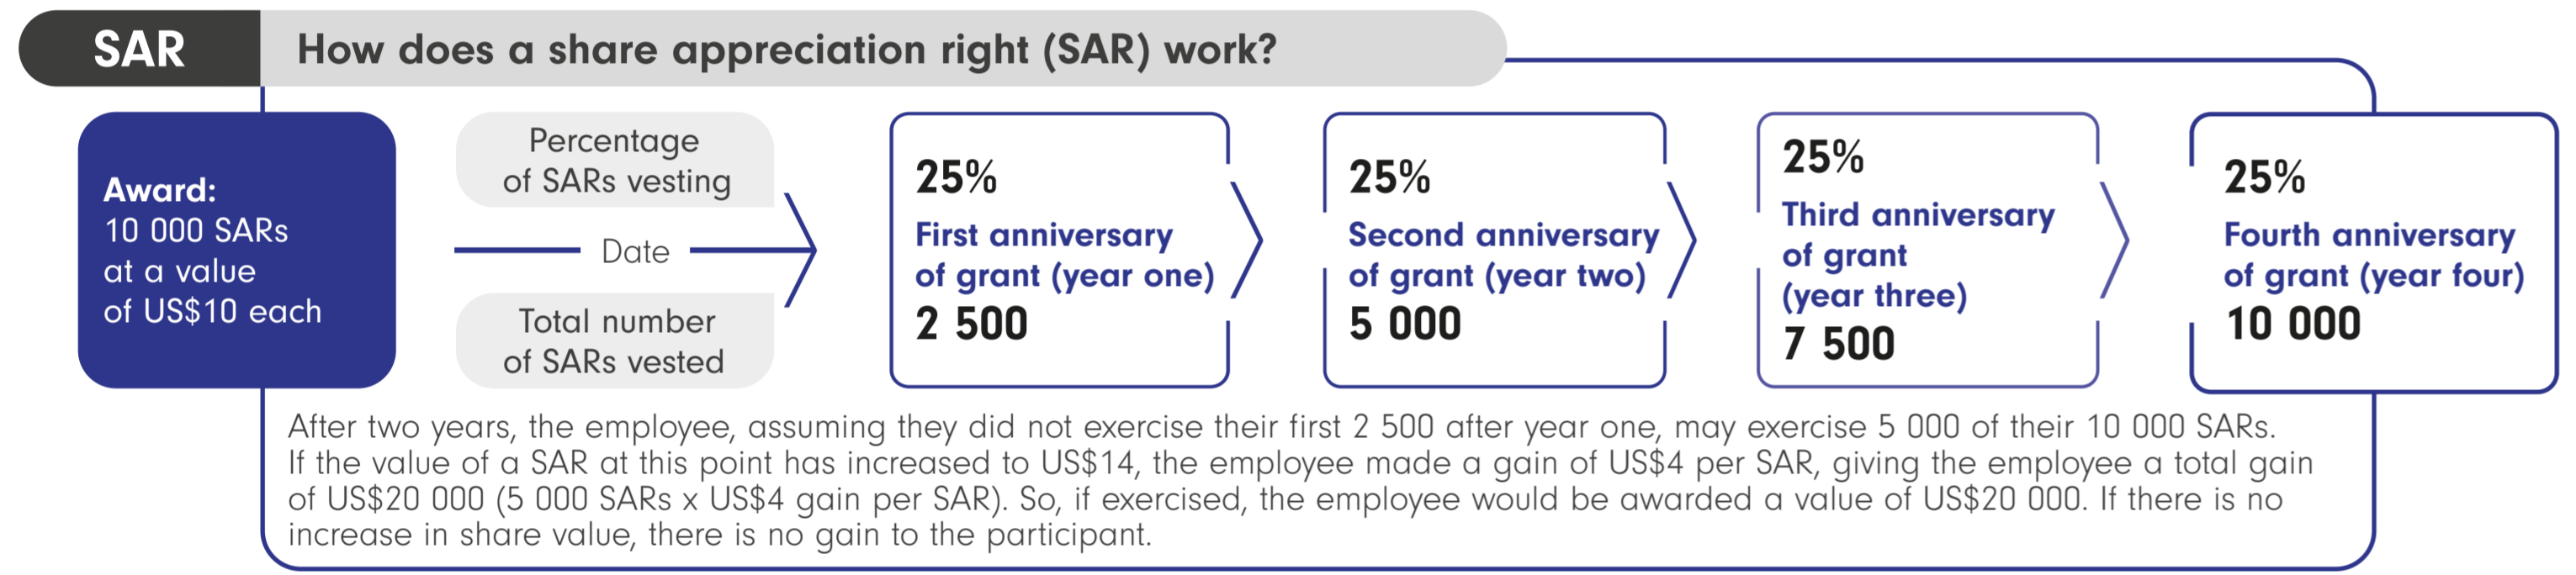 SAR
How does a share appreciation right (SAR) work?
Award:
10 000 SARs
at a value
of US$10 each
Percentage
of SARs vesting
Date
Total number
of SARs vested
25%
First anniversary
of grant (year one)
2 500
25%
Second anniversary
of grant (year two)
5 000
25%
Third anniversary
of grant
(year three)
7 500
25%
Fourth anniversary
of grant (year four)
10 000
After two years, the employee, assuming they did not exercise their first 2 500 after year one, may exercise 5 000 of their 10 000 SARs.
If the value of a SAR at this point has increased to US$14, the employee made a gain of US$4 per SAR, giving the employee a total gain
of US$20 000 (5 000 SARs x US$4 gain per SAR). So, if exercised, the employee would be awarded a value of US$20 000. If there is no
increase in share value, there is no gain to the participant.